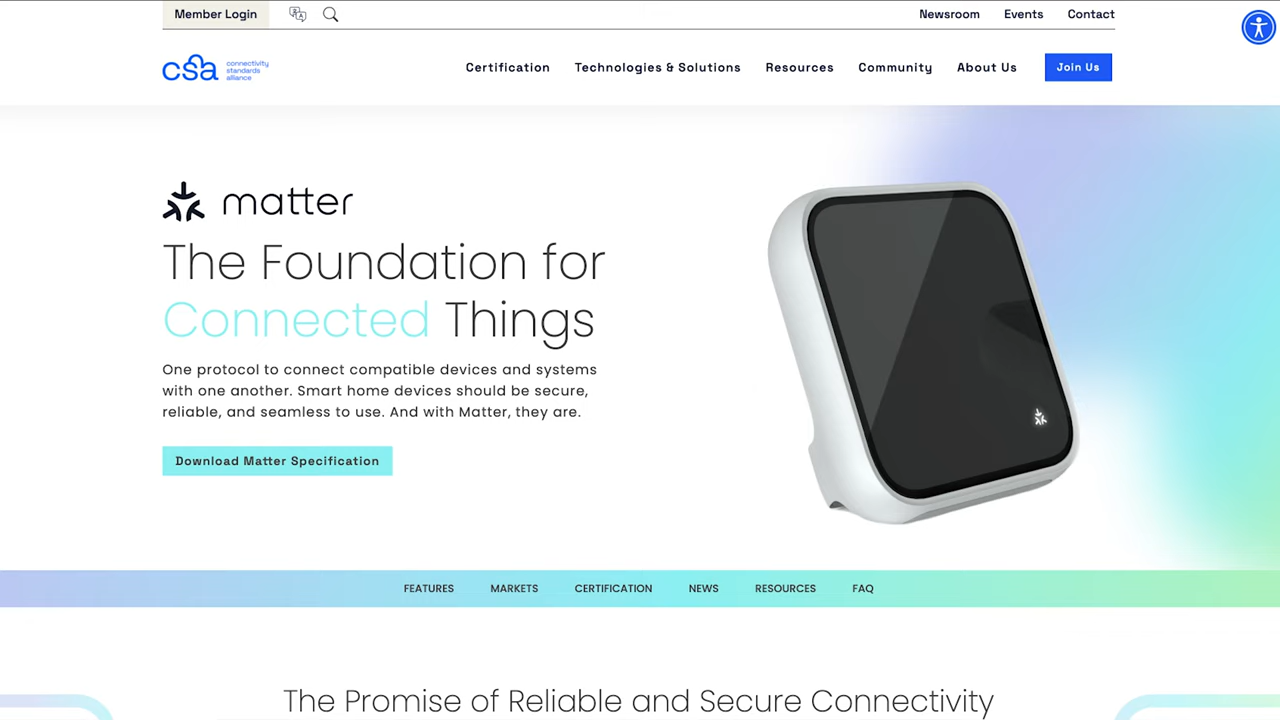 Member Login
Newsroom Events Contact
csa connectivity standards alliance
Certification Technologies & Solutions Resources Community About Us Join Us
matter
The Foundation for
Connected Things
One protocol to connect compatible devices and systems
with one another. Smart home devices should be secure,
reliable, and seamless to use. And with Matter, they are.
Download Matter Specification
FEATURES MARKETS CERTIFICATION NEWS RESOURCES FAQ
The Promise of Reliable and Secure Connectivity